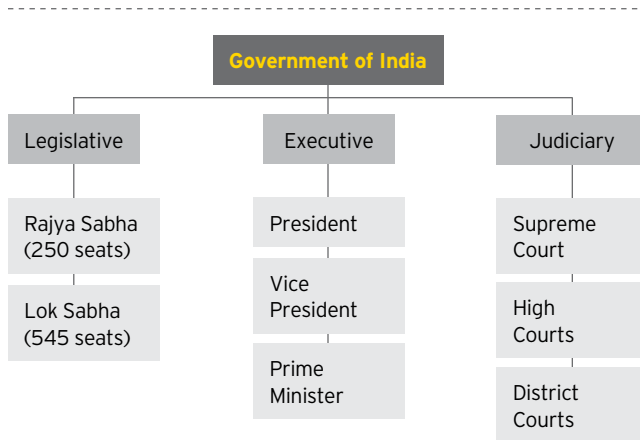 Government of India
Legislative
Executive
Judiciary
Rajya Sabha
(250 seats)
Lok Sabha
(545 seats)
President
Vice
President
Prime
Minister
Supreme
Court
High
Courts
District
Courts